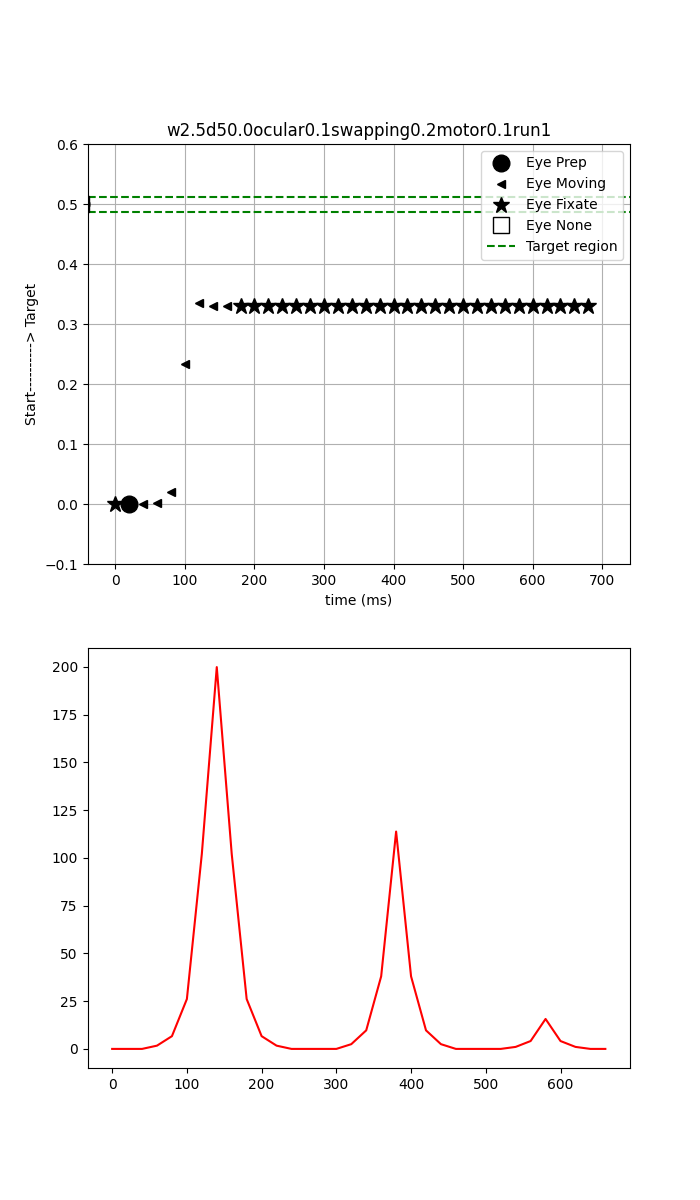 w2.5d50.0ocular0.1swapping0.2motor0.1run1
0.6
0.5
0.4
0.3
0.2
0.1
0.0
−0.1
Start----------> Target
Eye Prep
Eye Moving
Eye Fixate
Eye None
Target region
0 100 200 300 400 500 600 700
time (ms)
200
175
150
125
100
75
50
25
0
0 100 200 300 400 500 600